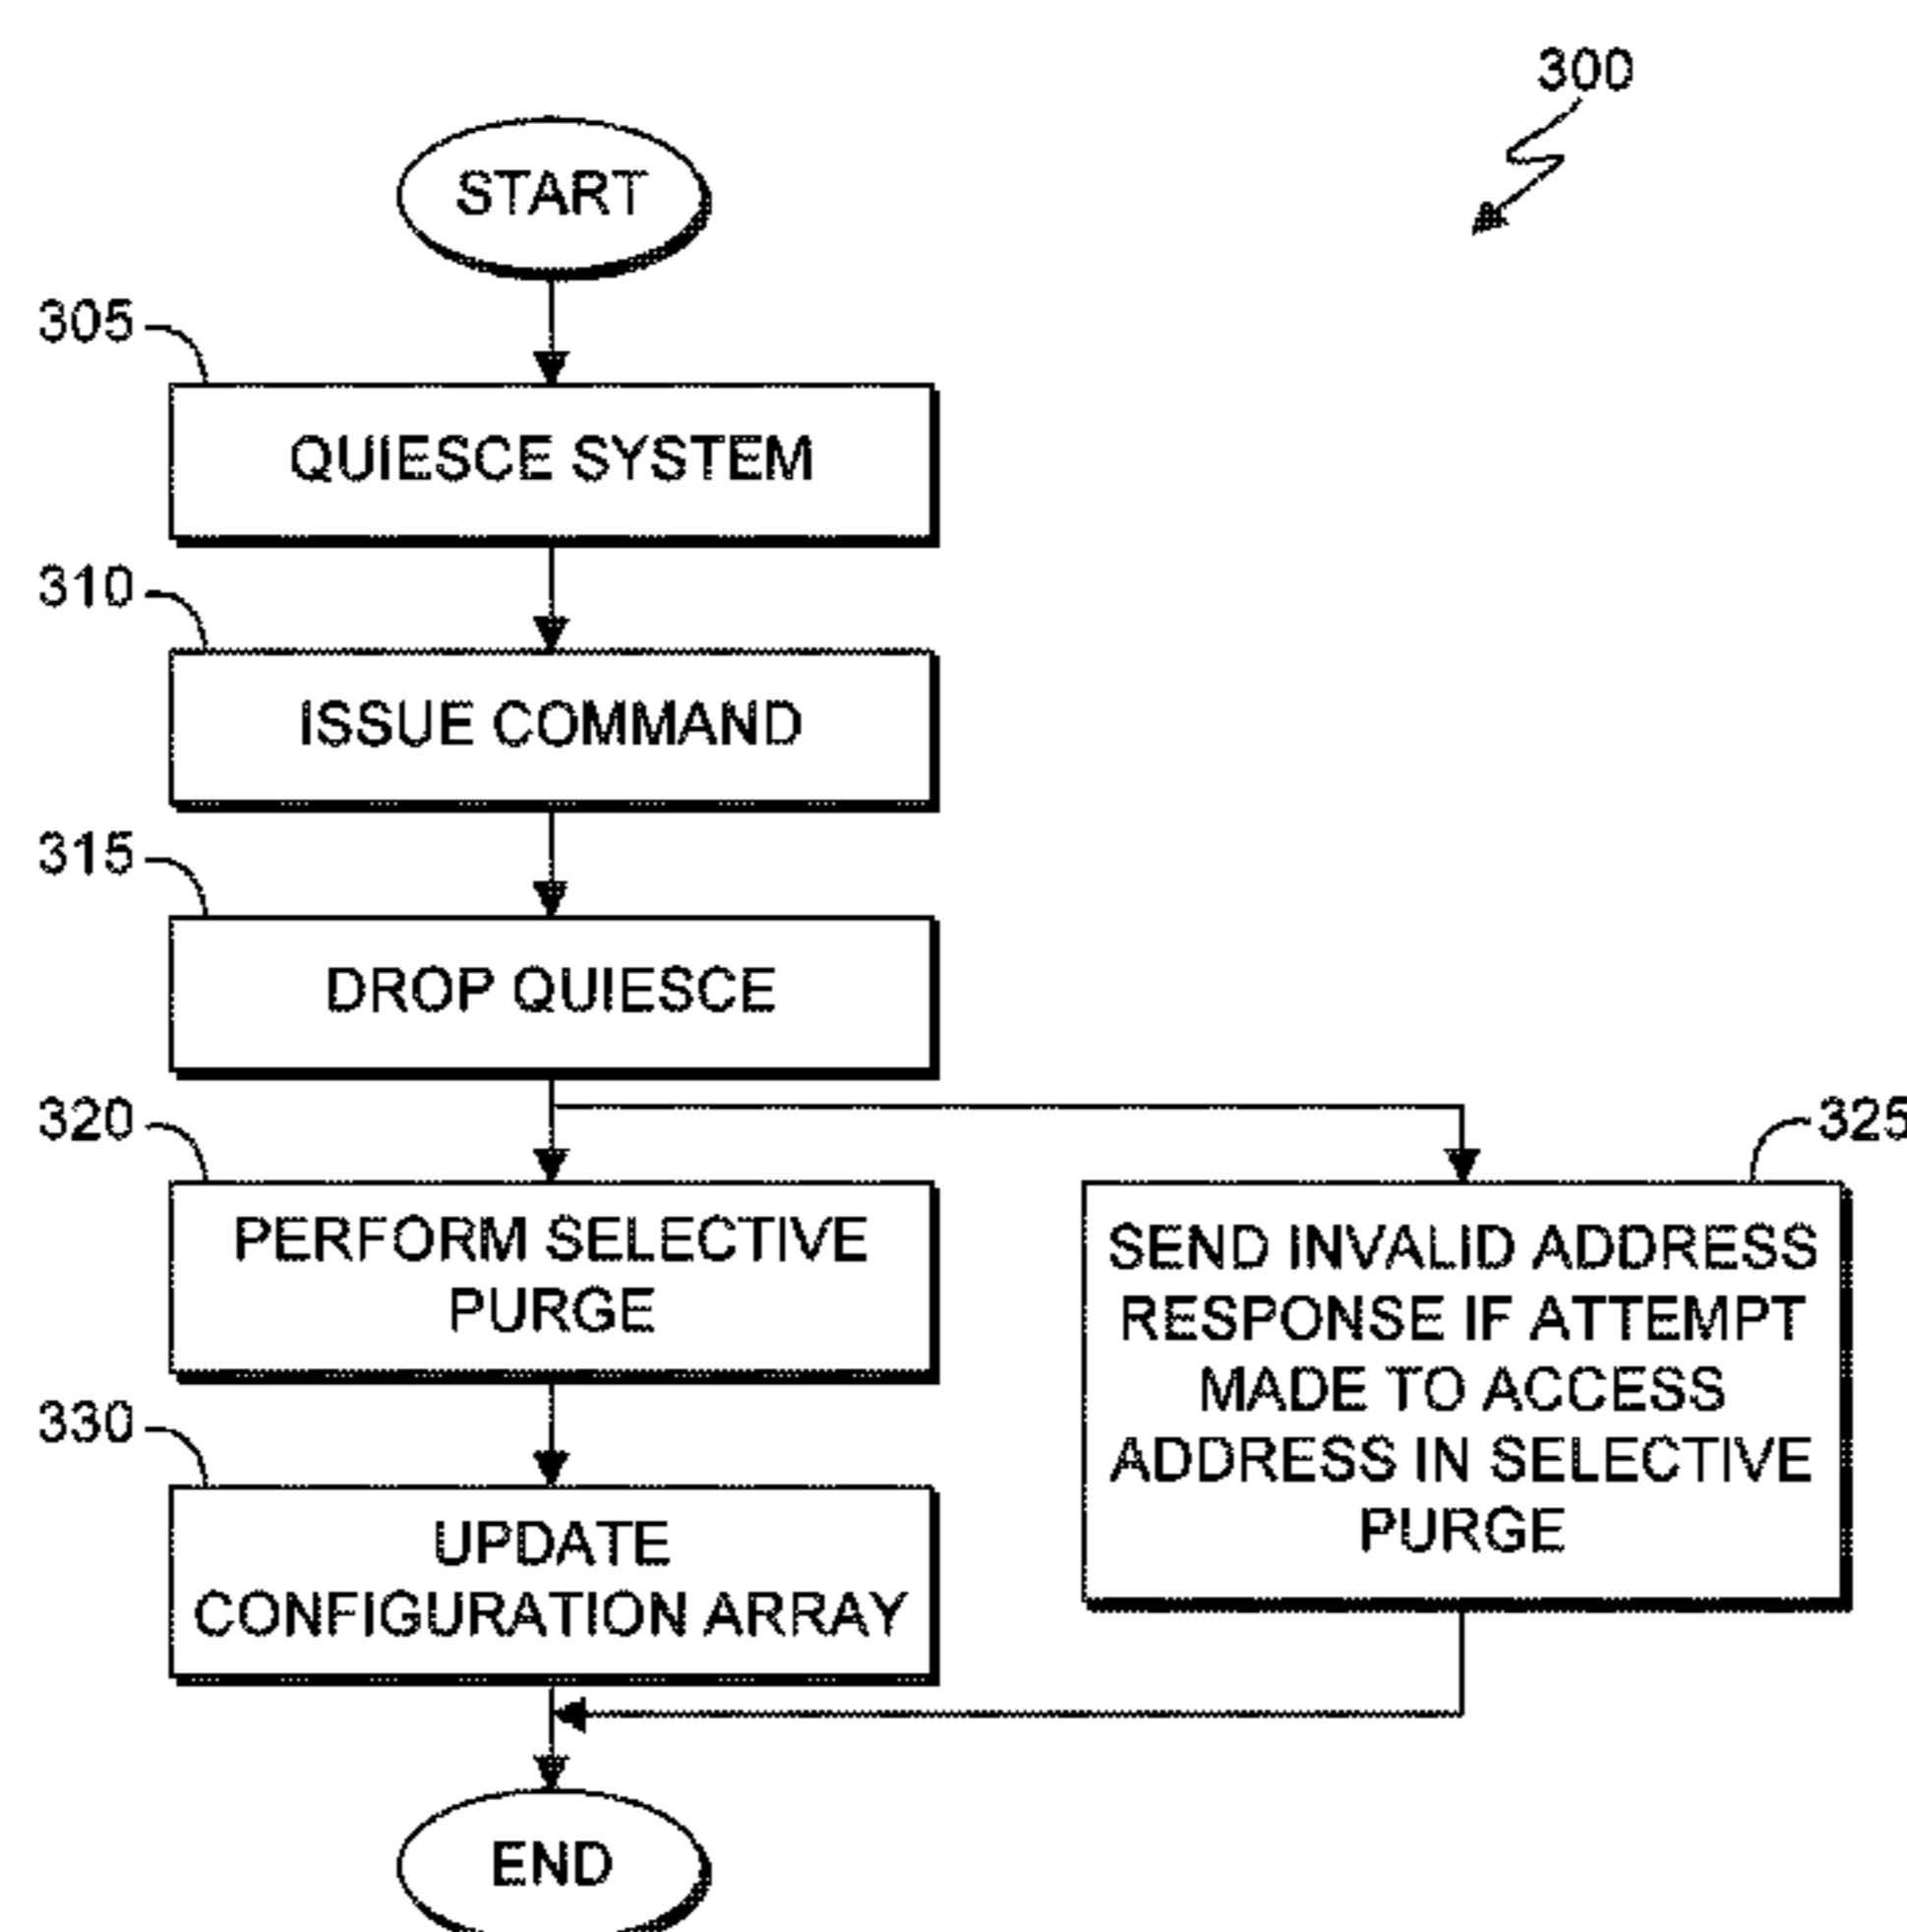 300
START
305
QUIESCE SYSTEM
310
ISSUE COMMAND
315
DROP QUIESCE
320
PERFORM SELECTIVE
PURGE
325
SEND INVALID ADDRESS
RESPONSE IF ATTEMPT
MADE TO ACCESS
ADDRESS IN SELECTIVE
PURGE
330
UPDATE
CONFIGURATION ARRAY
END